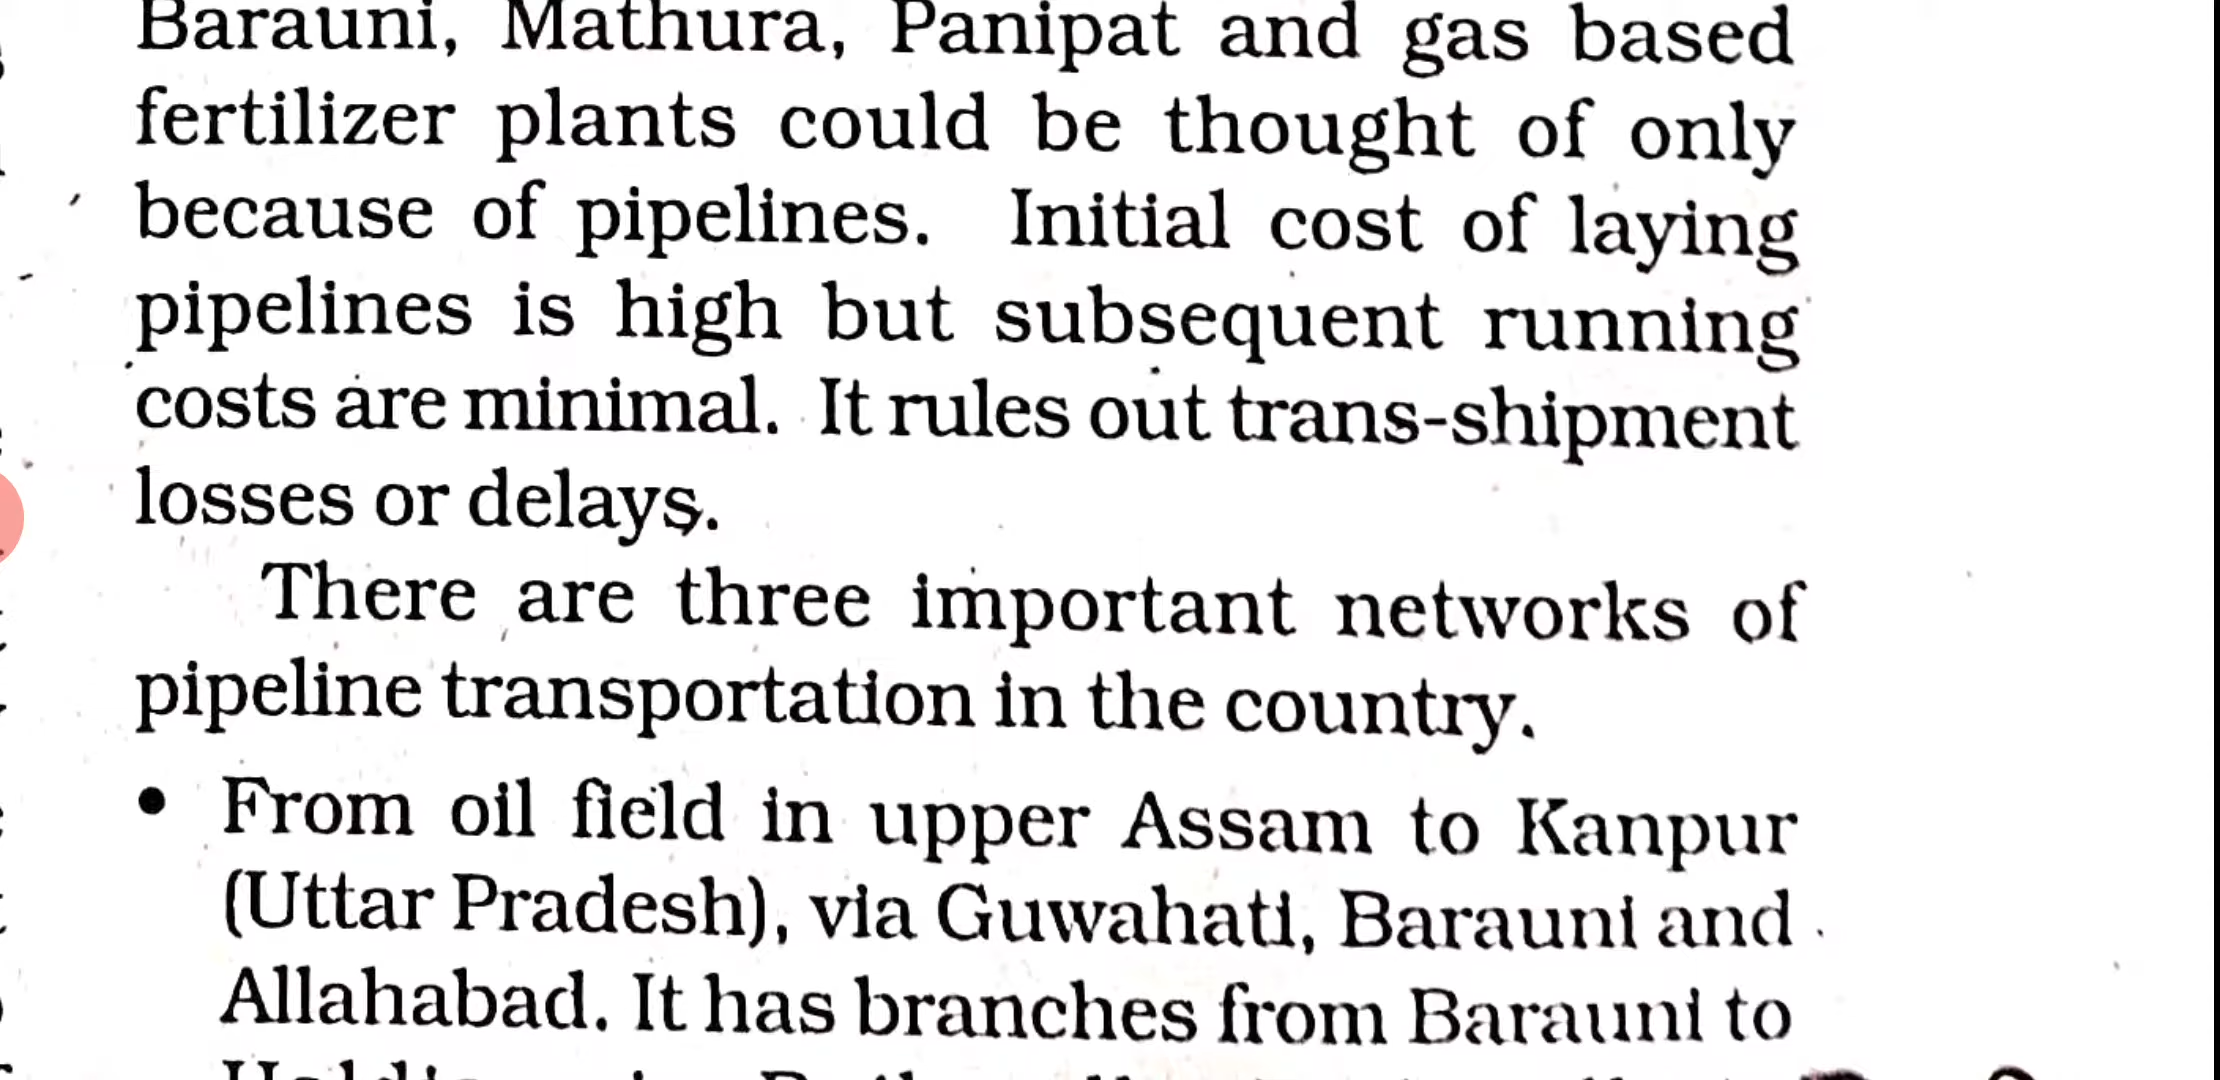 Barauni, Mathura, Panipat and gas based
fertilizer plants could be thought of only
because of pipelines. Initial cost of laying
pipelines is high but subsequent running
costs are minimal. It rules out trans-shipment
losses or delays.
There are three important networks of
pipeline transportation in the country.
• From oil field in upper Assam to Kanpur
(Uttar Pradesh), via Guwahati, Barauni and
Allahabad. It has branches from Barauni to